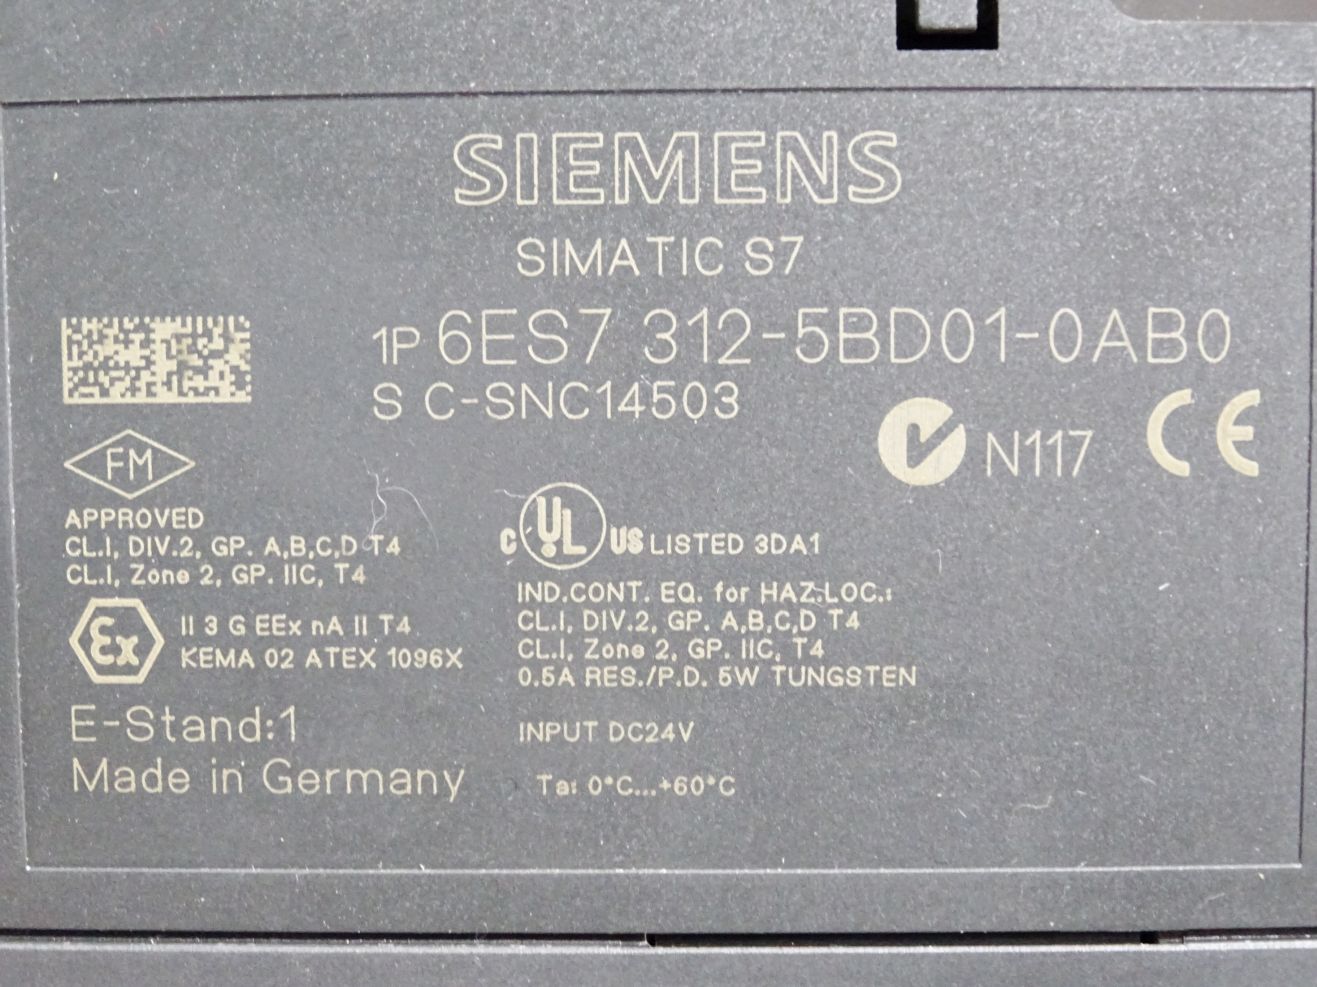 SIEMENS
SIMATIC S7
1P 6ES7 312-5BD01-0AB0
S C-SNC14503
N117
CE
FM
APPROVED
CL.I, DIV.2, GP. A,B,C,D T4
CL.I, Zone 2, GP. IIC, T4
Ex
II 3 G EEx nA II T4
KEMA 02 ATEX 1096X
E-Stand:1
Made in Germany
C UL US LISTED 3DA1
IND.CONT. EQ. for HAZ.LOC.:
CL.I, DIV.2, GP. A,B,C,D T4
CL.I, Zone 2, GP. IIC, T4
0.5A RES./P.D. 5W TUNGSTEN
INPUT DC24V
Ta: 0°C...+60°C